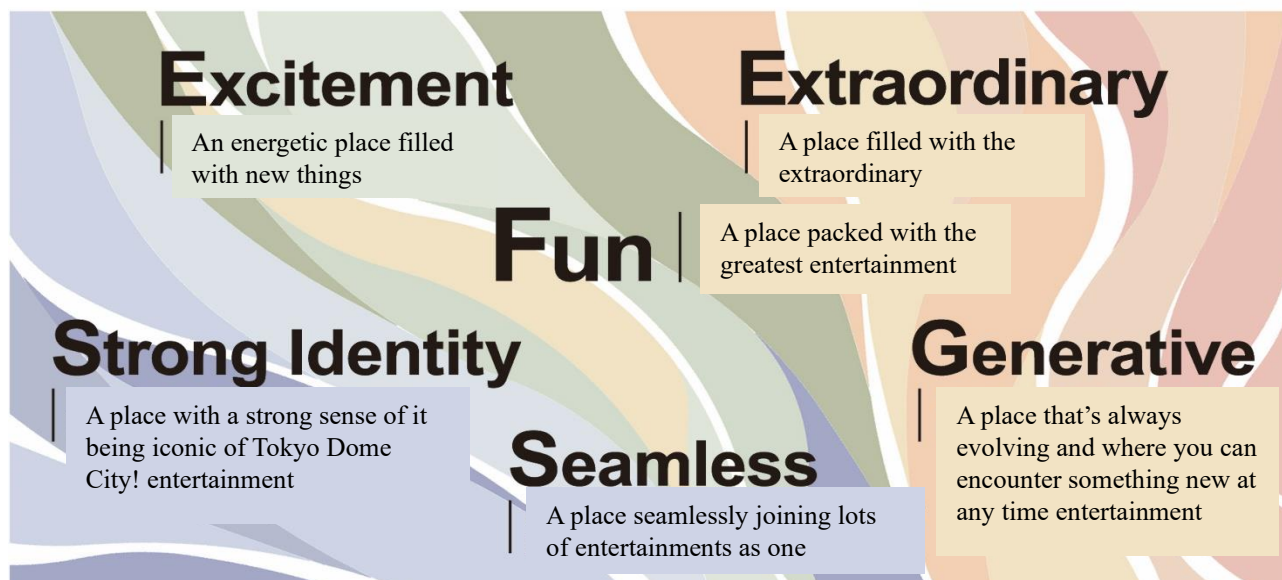 Excitement
An energetic place filled
with new things
Extraordinary
A place filled with the
extraordinary
Fun
A place packed with the
greatest entertainment
Strong Identity
A place with a strong sense of it
being iconic of Tokyo Dome
City! entertainment
Seamless
A place seamlessly joining lots
of entertainments as one
Generative
A place that’s always
evolving and where you can
encounter something new at
any time entertainment